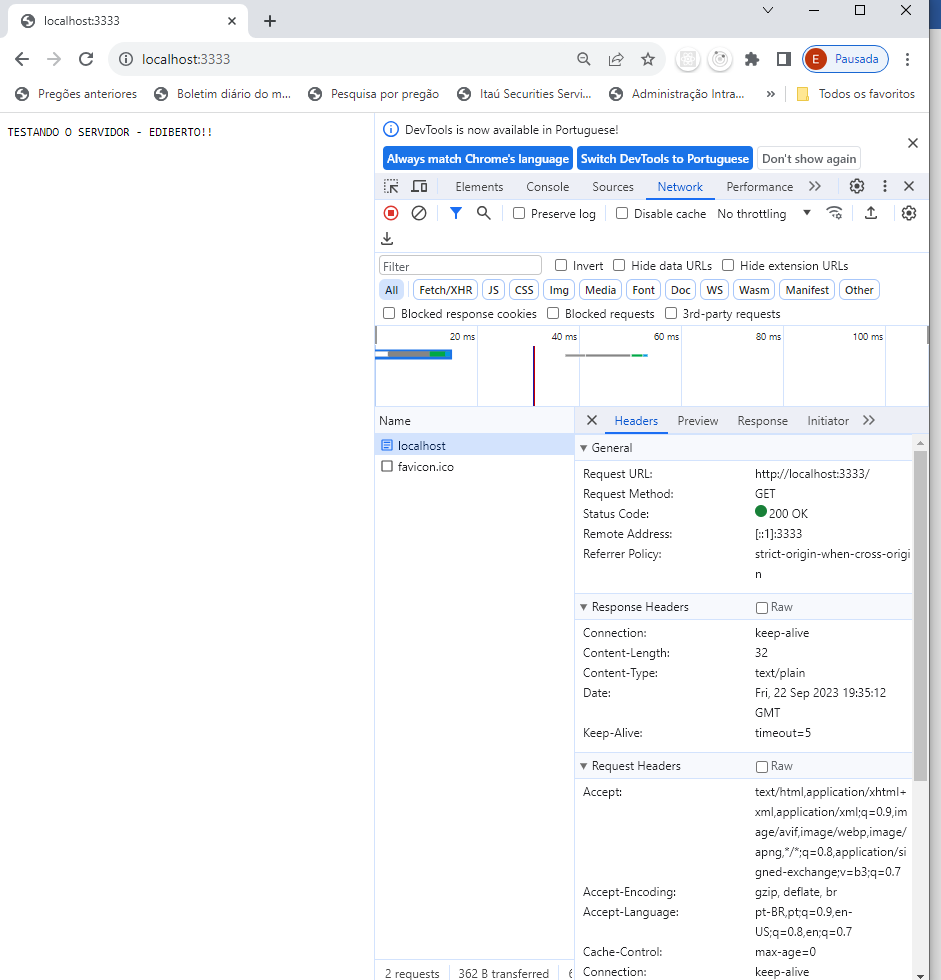 localhost:3333
localhost:3333
E Pausada
Pregões anteriores Boletim diário do m... Pesquisa por pregão Itaú Securities Servi... Administração Intra... » Todos os favoritos
TESTANDO O SERVIDOR - EDIBERTO!!
DevTools is now available in Portuguese!
Always match Chrome's language Switch DevTools to Portuguese Don't show again
Elements Console Sources Network Performance »
Preserve log Disable cache No throttling
Filter Invert Hide data URLs Hide extension URLs
All Fetch/XHR JS CSS Img Media Font Doc WS Wasm Manifest Other
Blocked response cookies Blocked requests 3rd-party requests
20 ms 40 ms 60 ms 80 ms 100 ms
Name
localhost
favicon.ico
Headers Preview Response Initiator »
General
Request URL: http://localhost:3333/
Request Method: GET
Status Code: 200 OK
Remote Address: [::1]:3333
Referrer Policy: strict-origin-when-cross-origi
n
Response Headers Raw
Connection: keep-alive
Content-Length: 32
Content-Type: text/plain
Date: Fri, 22 Sep 2023 19:35:12
GMT
Keep-Alive: timeout=5
Request Headers Raw
Accept: text/html,application/xhtml+
xml,application/xml;q=0.9,im
age/avif,image/webp,image/
apng,*/*;q=0.8,application/si
gned-exchange;v=b3;q=0.7
Accept-Encoding: gzip, deflate, br
Accept-Language: pt-BR,pt;q=0.9,en-
US;q=0.8,en;q=0.7
Cache-Control: max-age=0
Connection: keep-alive
2 requests 362 B transferred